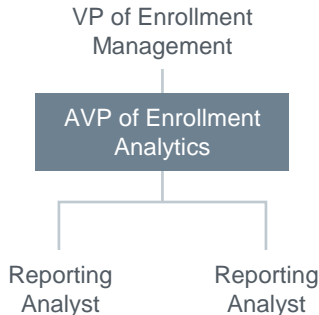 VP of Enrollment
Management
AVP of Enrollment
Analytics
Reporting
Analyst
Reporting
Analyst